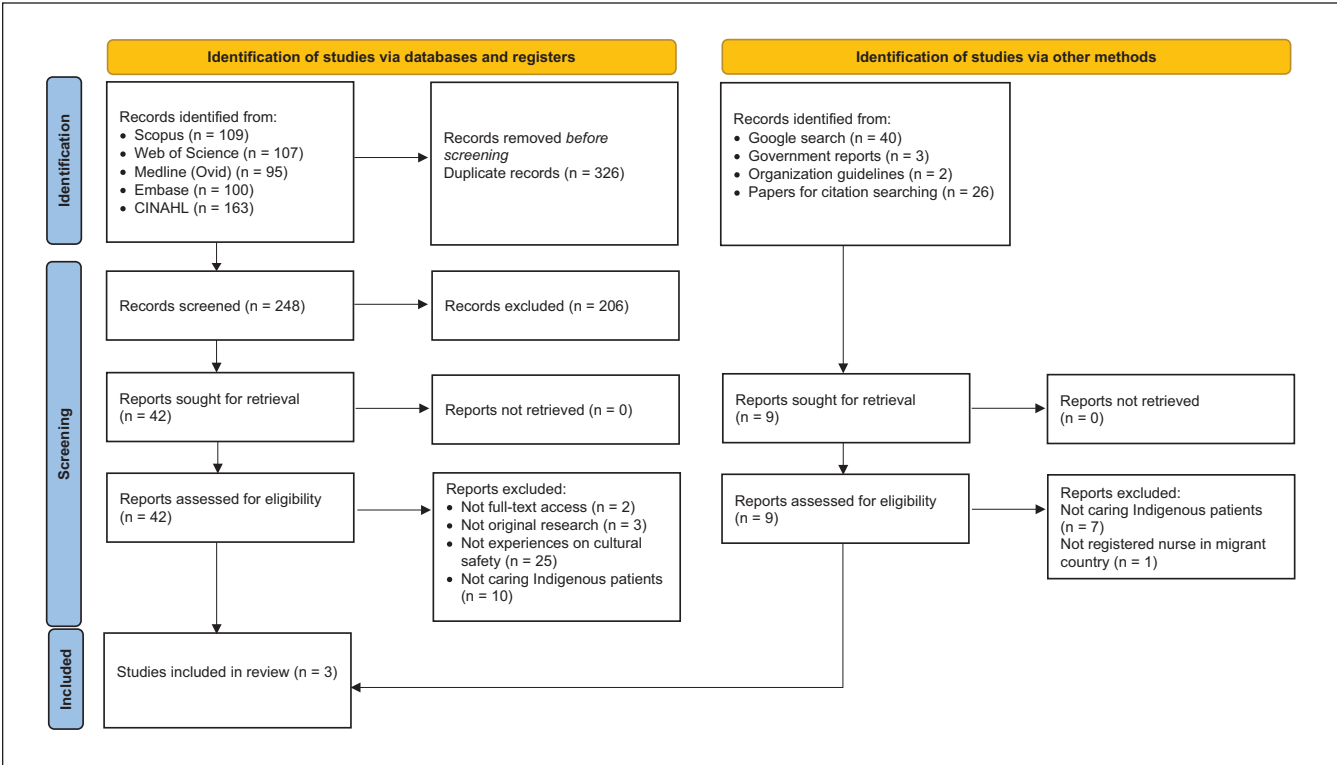 Identification of studies via databases and registers
Identification of studies via other methods
Identification
Records identified from:
• Scopus (n = 109)
• Web of Science (n = 107)
• Medline (Ovid) (n = 95)
• Embase (n = 100)
• CINAHL (n = 163)
Records removed before
screening
Duplicate records (n = 326)
Records identified from:
• Google search (n = 40)
• Government reports (n = 3)
• Organization guidelines (n = 2)
• Papers for citation searching (n = 26)
Screening
Records screened (n = 248)
Records excluded (n = 206)
Reports sought for retrieval
(n = 42)
Reports not retrieved (n = 0)
Reports sought for retrieval
(n = 9)
Reports not retrieved
(n = 0)
Reports assessed for eligibility
(n = 42)
Reports excluded:
• Not full-text access (n = 2)
• Not original research (n = 3)
• Not experiences on cultural
safety (n = 25)
• Not caring Indigenous patients
(n = 10)
Reports assessed for eligibility
(n = 9)
Reports excluded:
Not caring Indigenous patients
(n = 7)
Not registered nurse in migrant
country (n = 1)
Included
Studies included in review (n = 3)